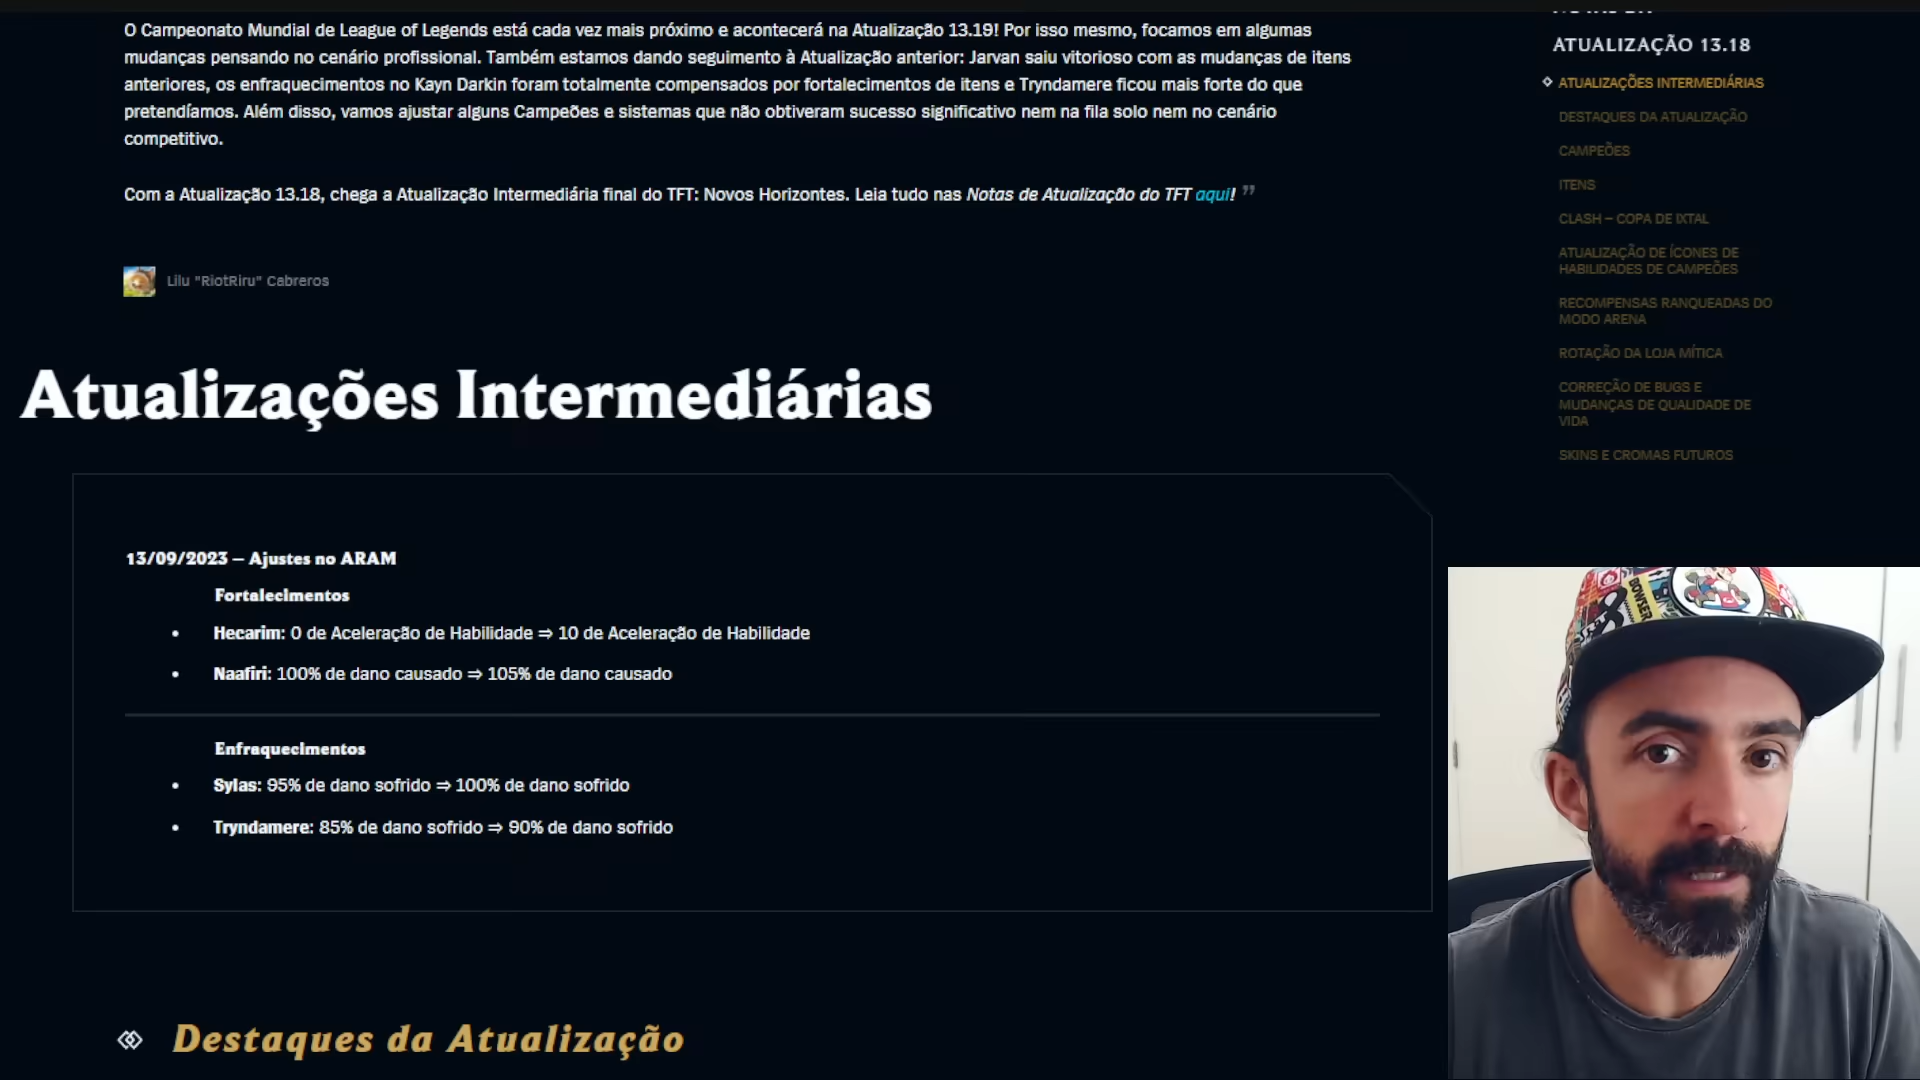 O Campeonato Mundial de League of Legends está cada vez mais próximo e acontecerá na Atualização 13.19! Por isso mesmo, focamos em algumas
mudanças pensando no cenário profissional. Também estamos dando seguimento à Atualização anterior: Jarvan saiu vitorioso com as mudanças de itens
anteriores, os enfraquecimentos no Kayn Darkin foram totalmente compensados por fortalecimentos de itens e Tryndamere ficou mais forte do que
pretendíamos. Além disso, vamos ajustar alguns Campeões e sistemas que não obtiveram sucesso significativo nem na fila solo nem no cenário
competitivo.
Com a Atualização 13.18, chega a Atualização Intermediária final do TFT: Novos Horizontes. Leia tudo nas Notas de Atualização do TFT aqui! ”
Lilu "RiotRiru" Cabreros
Atualizações Intermediárias
13/09/2023 – Ajustes no ARAM
Fortalecimentos
• Hecarim: 0 de Aceleração de Habilidade ⇒ 10 de Aceleração de Habilidade
• Naafiri: 100% de dano causado ⇒ 105% de dano causado
Enfraquecimentos
• Sylas: 95% de dano sofrido ⇒ 100% de dano sofrido
• Tryndamere: 85% de dano sofrido ⇒ 90% de dano sofrido
Destaques da Atualização
ATUALIZAÇÃO 13.18
ATUALIZAÇÕES INTERMEDIÁRIAS
DESTAQUES DA ATUALIZAÇÃO
CAMPEÕES
ITENS
CLASH – COPA DE IXTAL
ATUALIZAÇÃO DE ÍCONES DE
HABILIDADES DE CAMPEÕES
RECOMPENSAS RANQUEADAS DO
MODO ARENA
ROTAÇÃO DA LOJA MÍTICA
CORREÇÃO DE BUGS E
MUDANÇAS DE QUALIDADE DE
VIDA
SKINS E CROMAS FUTUROS
BOWSER